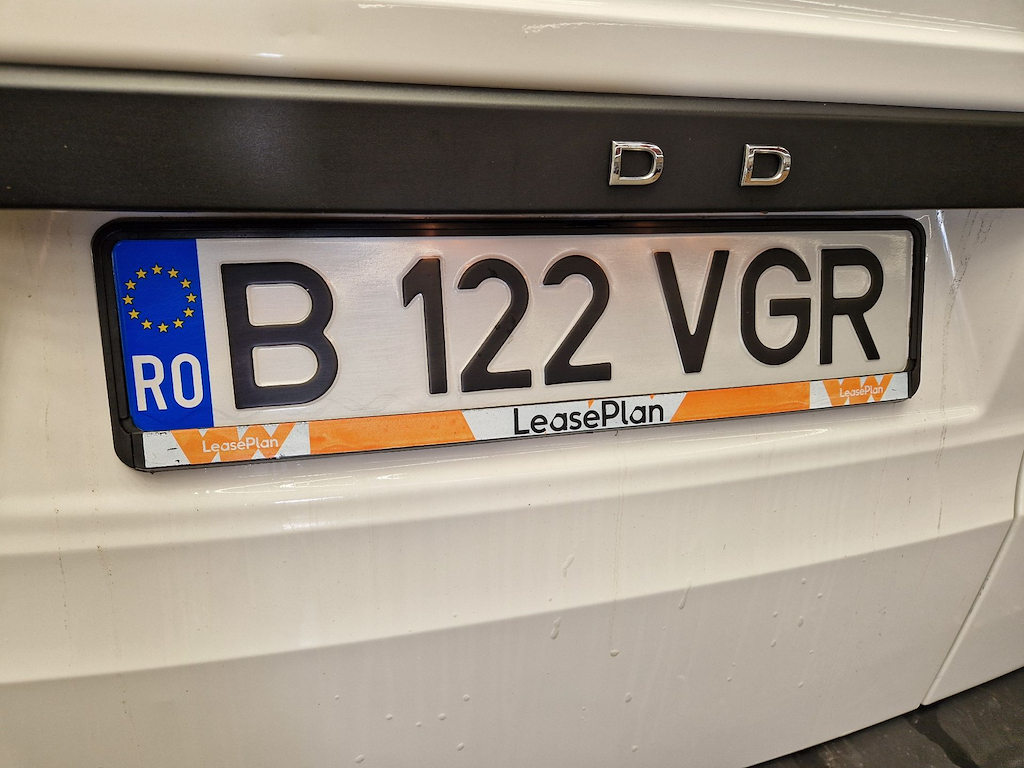 D D
RO B 122 VGR
LeasePlan LeasePlan LeasePlan